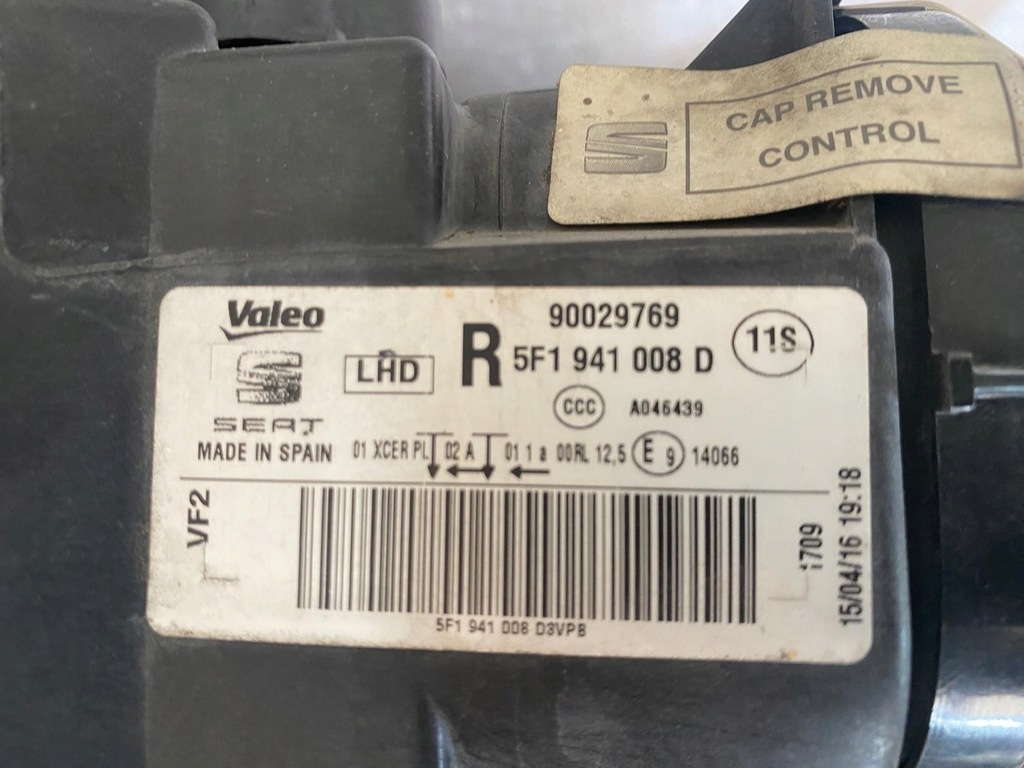 CAP REMOVE
CONTROL
Valeo
SEAT
MADE IN SPAIN
LHD
R
90029769
5F1 941 008 D
11S
CCC A046439
01 XCER PL 02 A 01 1 a 00RL 12,5 E 9 14066
VF2
5F1 941 008 D3VPB
1709
15/04/16 19:18